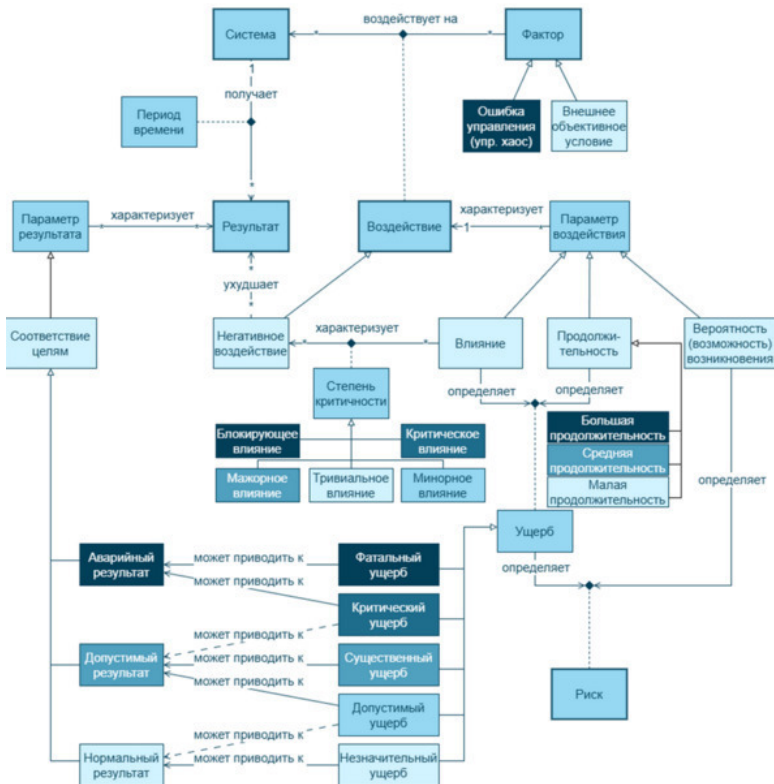 Система
воздействует на
Фактор
*
*
1
получает
Период
времени
Ошибка
управления
(упр. хаос)
Внешнее
объективное
условие
*
Параметр
результата
характеризует
*
*
Результат
Воздействие
характеризует
1
*
Параметр
воздействия
*
ухудшает
*
Соответствие
целям
Негативное
воздействие
характеризует
*
*
Влияние
Продолжи-
тельность
Вероятность
(возможность)
возникновения
Степень
критичности
определяет
определяет
Блокирующее
влияние
Критическое
влияние
Большая
продолжительность
Мажорное
влияние
Тривиальное
влияние
Минорное
влияние
Средняя
продолжительность
Малая
продолжительность
определяет
Ущерб
определяет
Аварийный
результат
может приводить к
Фатальный
ущерб
может приводить к
Критический
ущерб
может приводить к
Допустимый
результат
может приводить к
Существенный
ущерб
может приводить к
Допустимый
ущерб
Риск
может приводить к
Нормальный
результат
может приводить к
Незначительный
ущерб